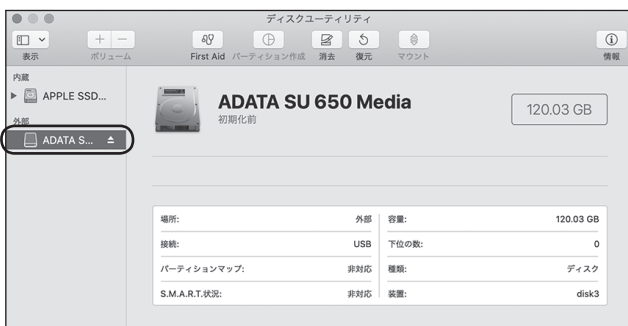 ディスクユーティリティ
表示
ボリューム
First Aid
パーティション作成
消去
復元
マウント
情報
内蔵
APPLE SSD...
外部
ADATA S...
ADATA SU 650 Media
初期化前
120.03 GB
場所: 外部
容量: 120.03 GB
接続: USB
下位の数: 0
パーティションマップ: 非対応
種類: ディスク
S.M.A.R.T.状況: 非対応
装置: disk3